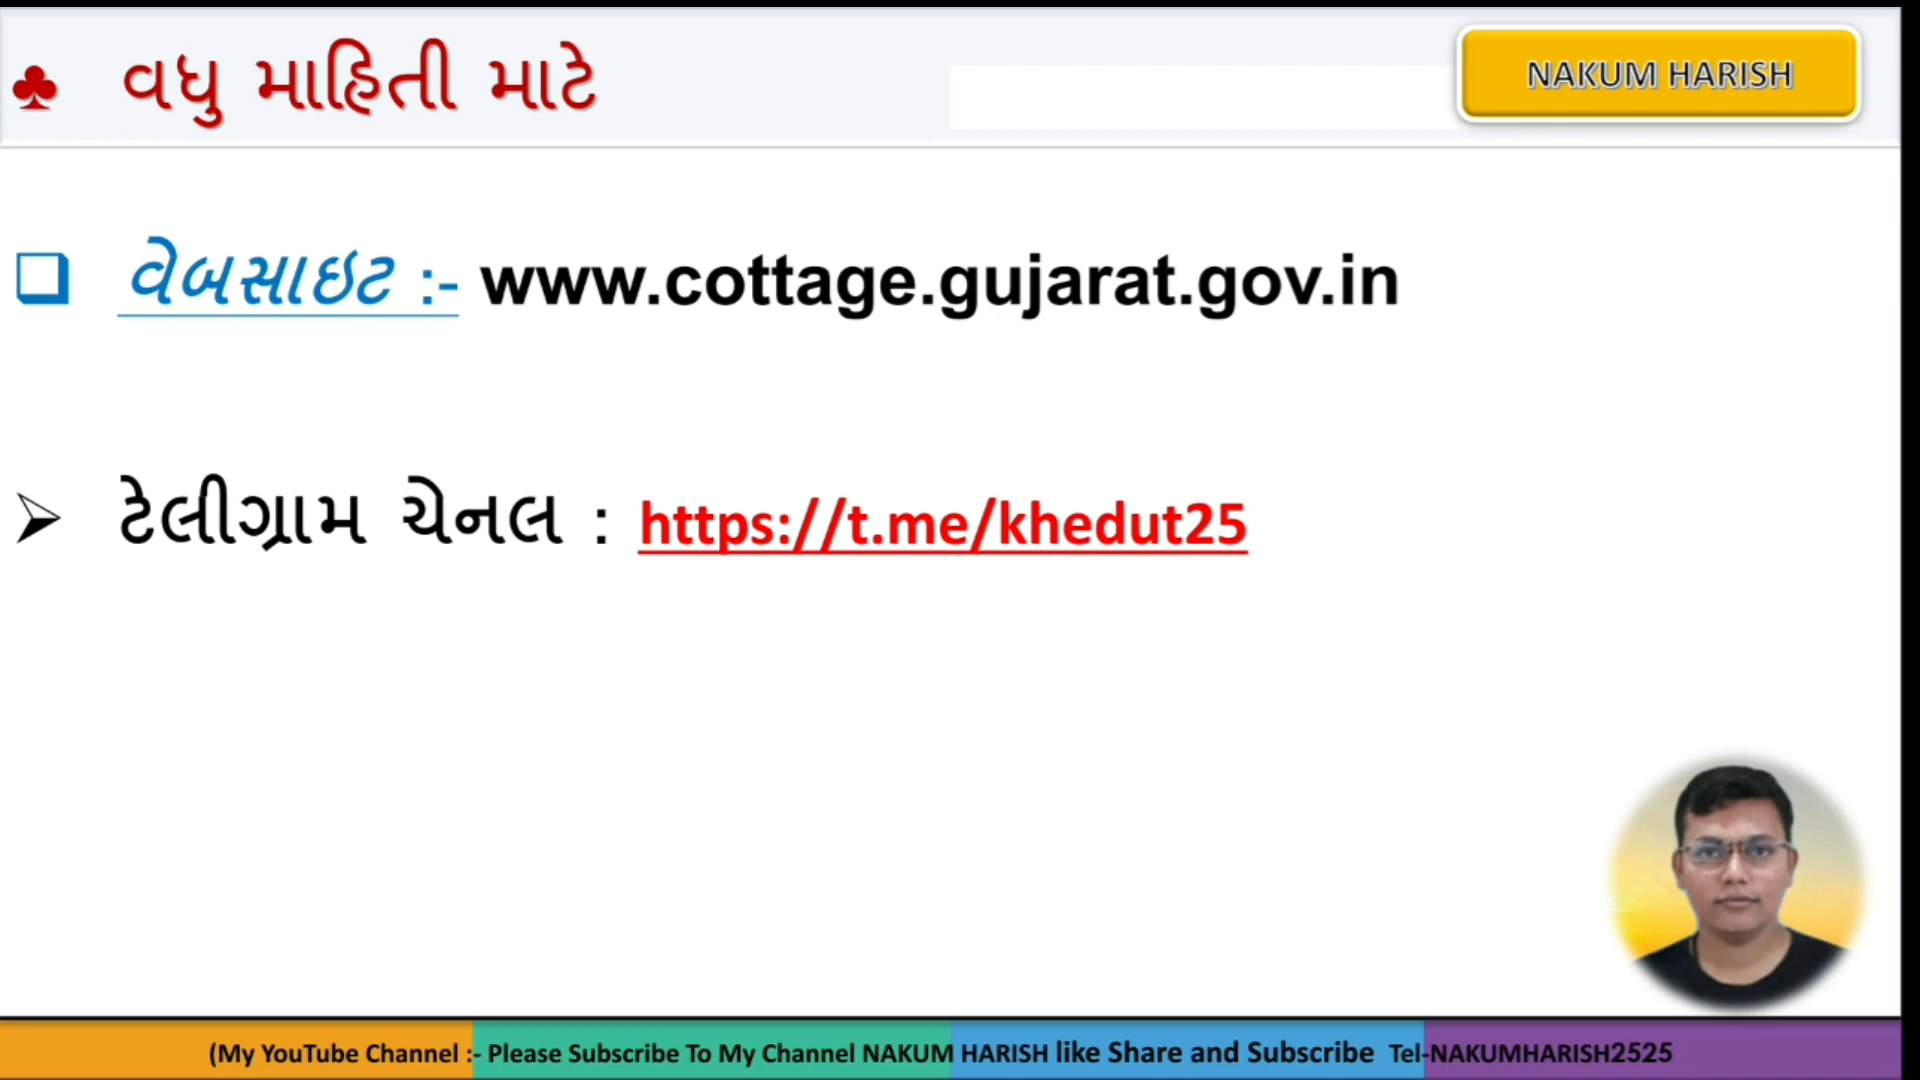 ♣ વધુ માહિતી માટે
NAKUM HARISH
❑ વેબસાઇટ :- www.cottage.gujarat.gov.in
➢ ટેલીગ્રામ ચેનલ : https://t.me/khedut25
(My YouTube Channel :- Please Subscribe To My Channel NAKUM HARISH like Share and Subscribe Tel-NAKUMHARISH2525